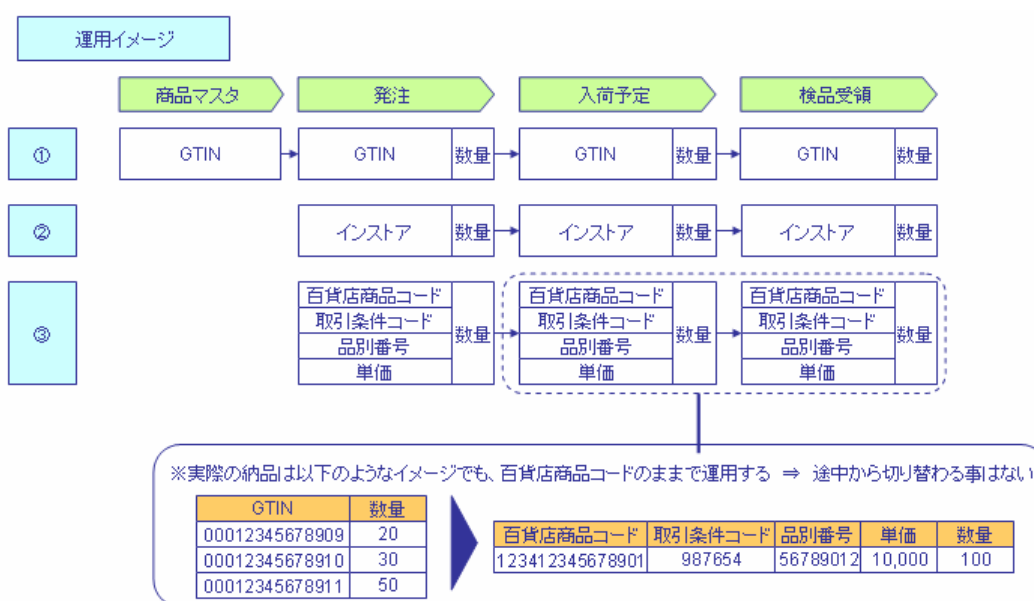 運用イメージ
商品マスタ 発注 入荷予定 検品受領
① GTIN GTIN 数量 GTIN 数量 GTIN 数量
② インストア 数量 インストア 数量 インストア 数量
③ 百貨店商品コード 百貨店商品コード 百貨店商品コード
取引条件コード 取引条件コード 取引条件コード
数量 数量 数量
品別番号 品別番号 品別番号
単価 単価 単価
※実際の納品は以下のようなイメージでも、百貨店商品コードのままで運用する ⇒ 途中から切り替わる事はない
GTIN 数量
00012345678909 20
00012345678910 30
00012345678911 50
百貨店商品コード 取引条件コード 品別番号 単価 数量
123412345678901 987654 56789012 10,000 100